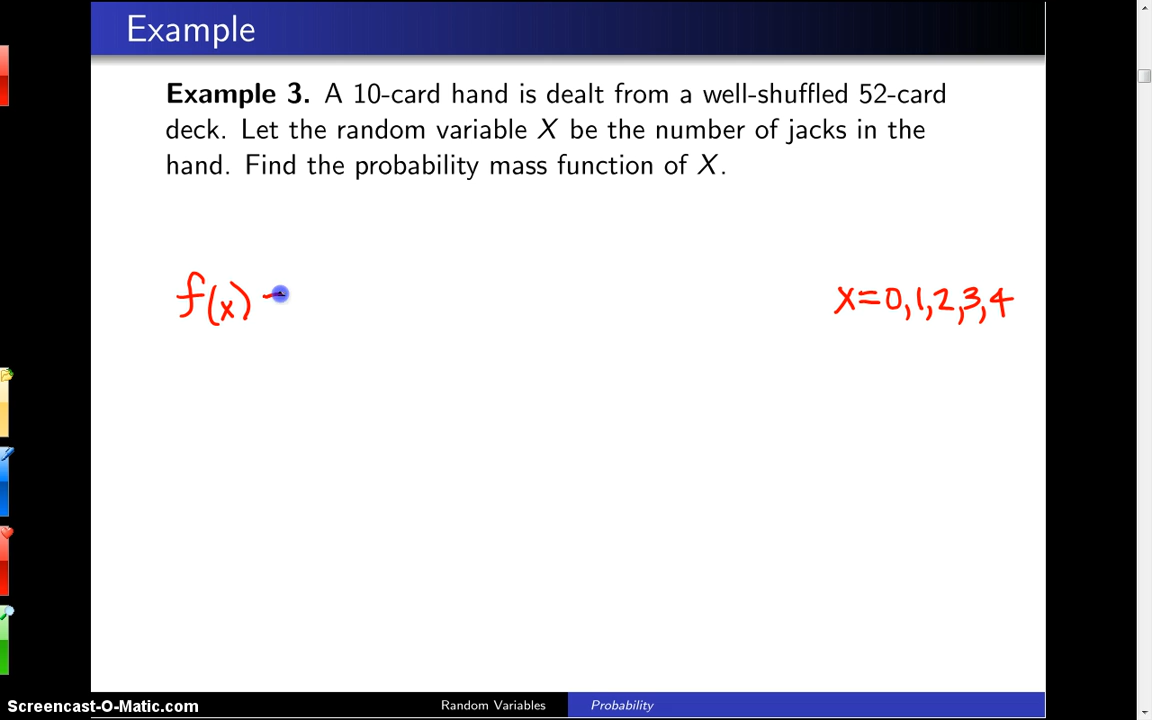 Example
Example 3. A 10-card hand is dealt from a well-shuffled 52-card
deck. Let the random variable X be the number of jacks in the
hand. Find the probability mass function of X.
f(x) =
x=0,1,2,3,4
Random Variables Probability
Screencast-O-Matic.com